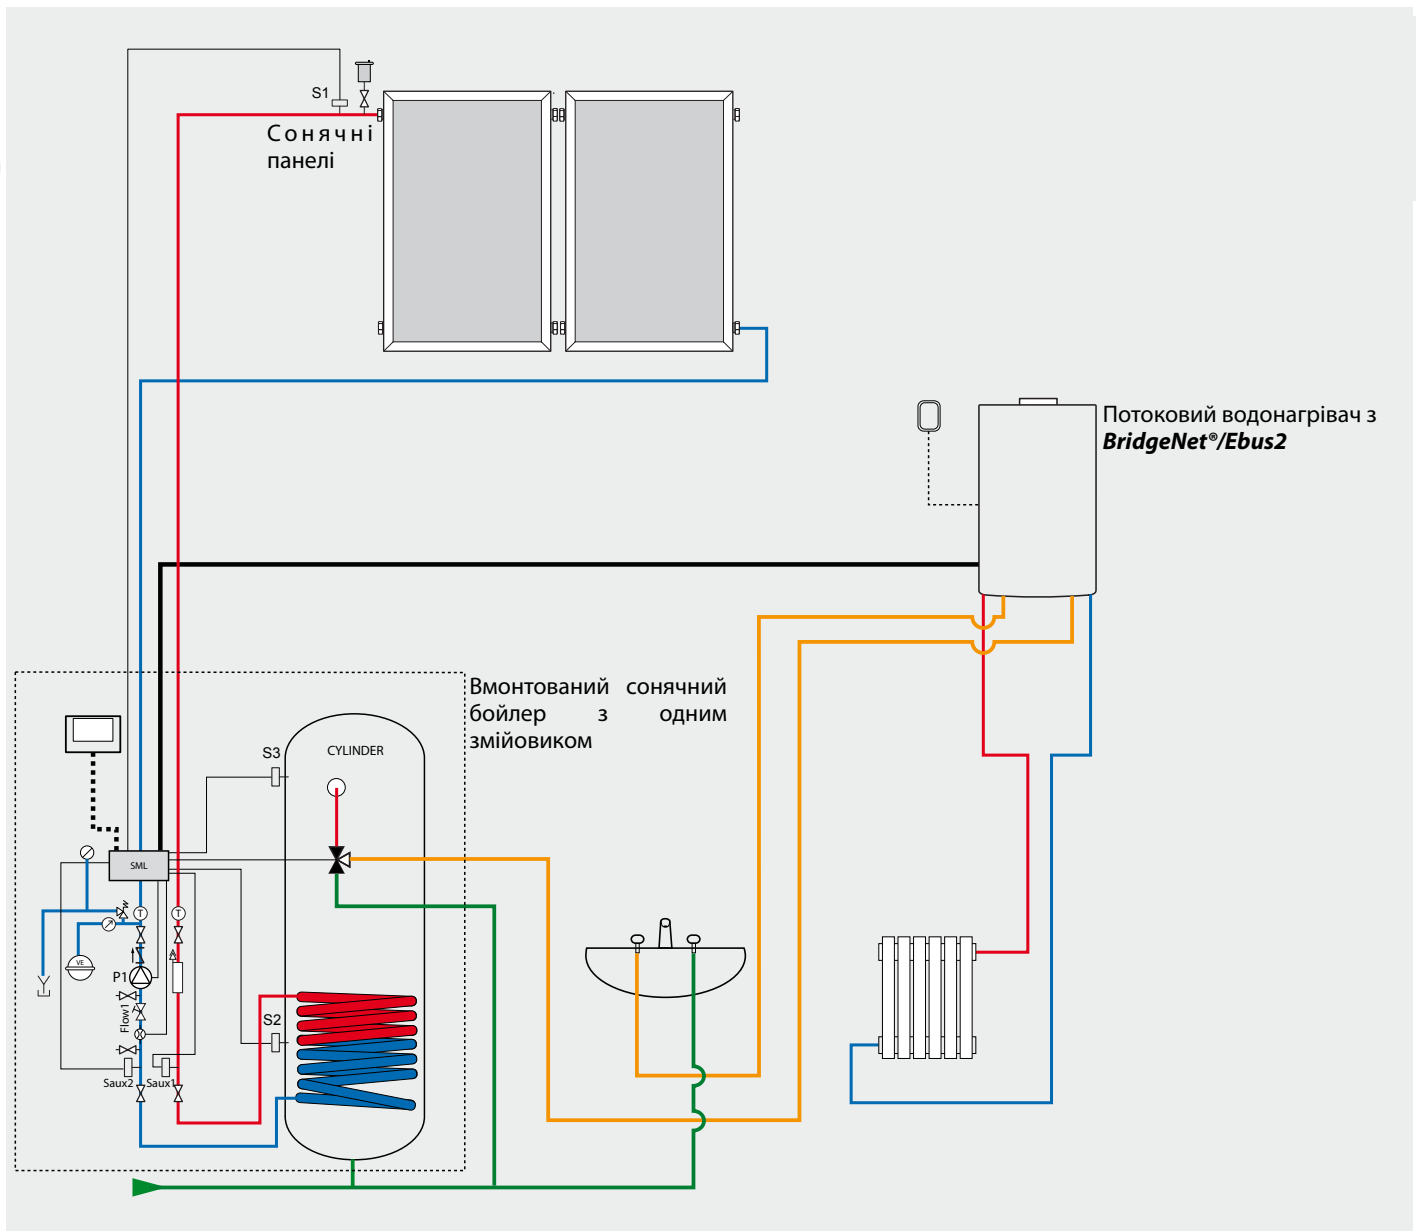 S1
Сонячні
панелі
Потоковий водонагрівач з
BridgeNet®/Ebus2
Вмонтований сонячний
бойлер з одним
змійовиком
S3
CYLINDER
SML
T
T
VE
P1
Flow1
S2
Saux2
Saux1